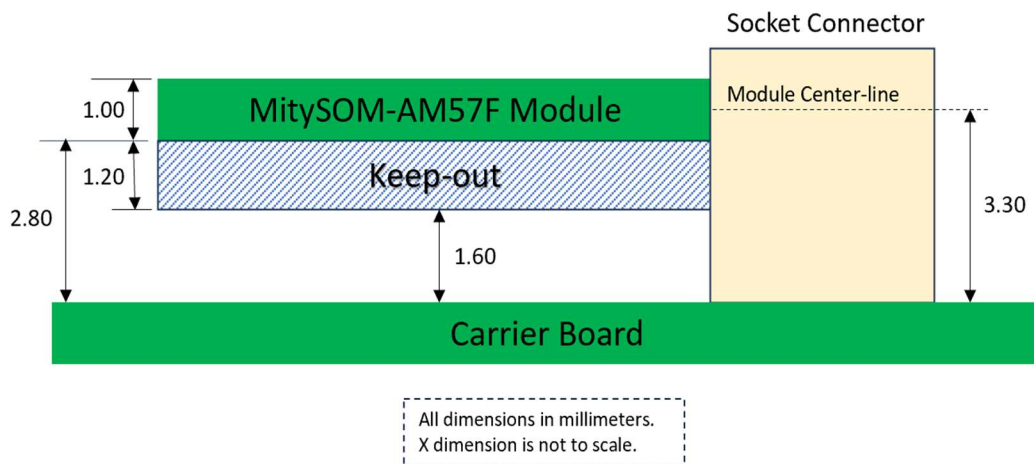 Socket Connector
1.00
MitySOM-AM57F Module
Module Center-line
1.20
Keep-out
2.80
3.30
1.60
Carrier Board
All dimensions in millimeters.
X dimension is not to scale.